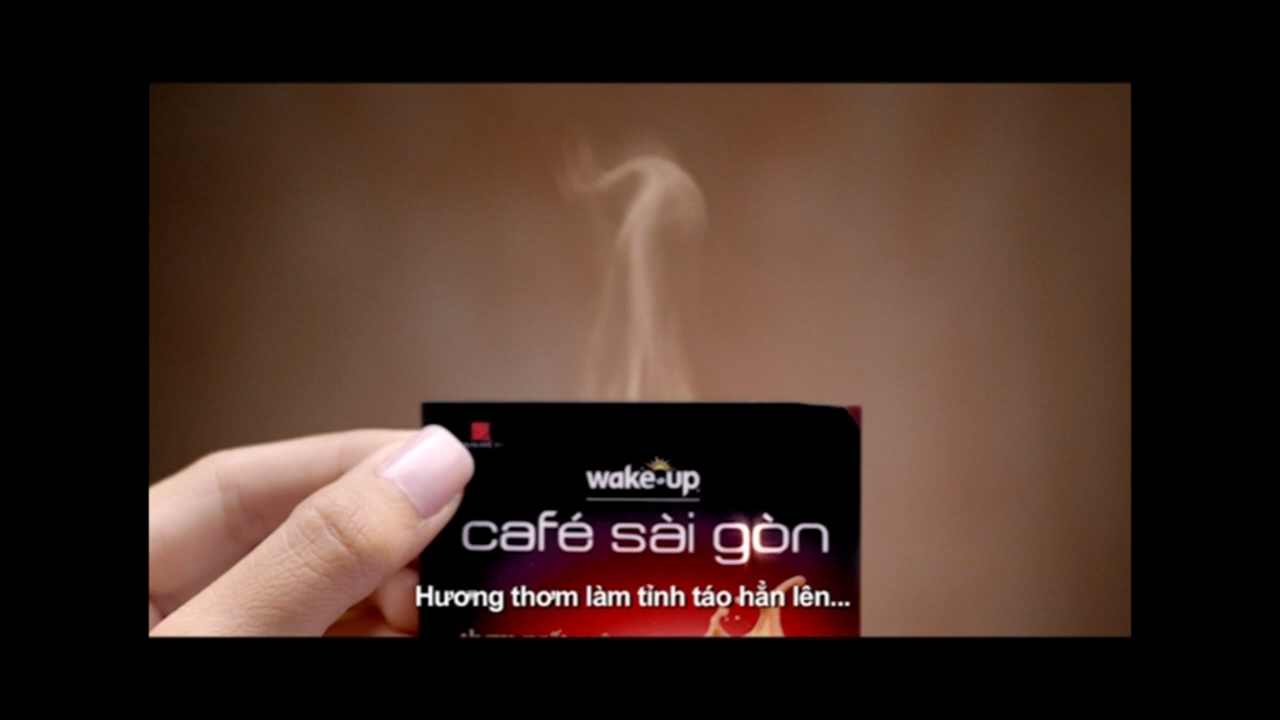 wake-up
café sài gòn
Hương thơm làm tỉnh táo hẳn lên...